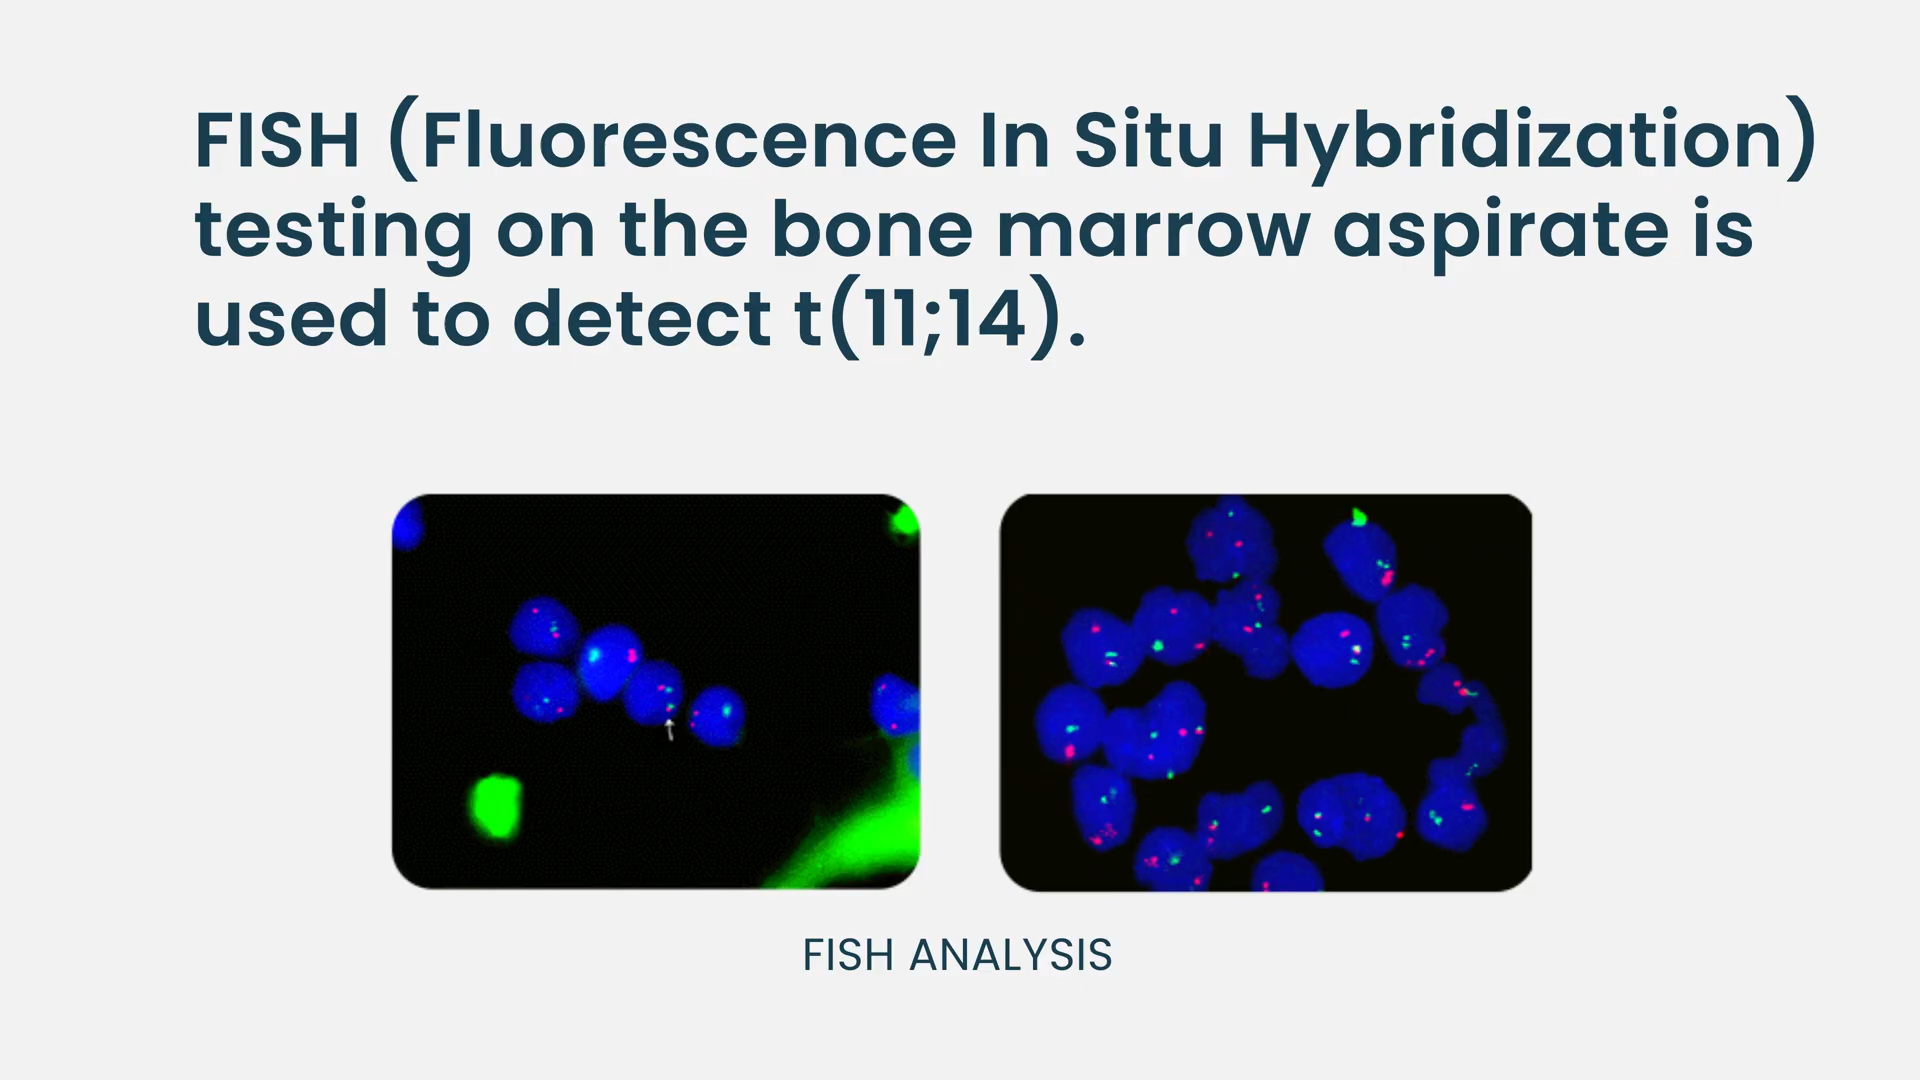 FISH (Fluorescence In Situ Hybridization)
testing on the bone marrow aspirate is
used to detect t(11;14).
FISH ANALYSIS